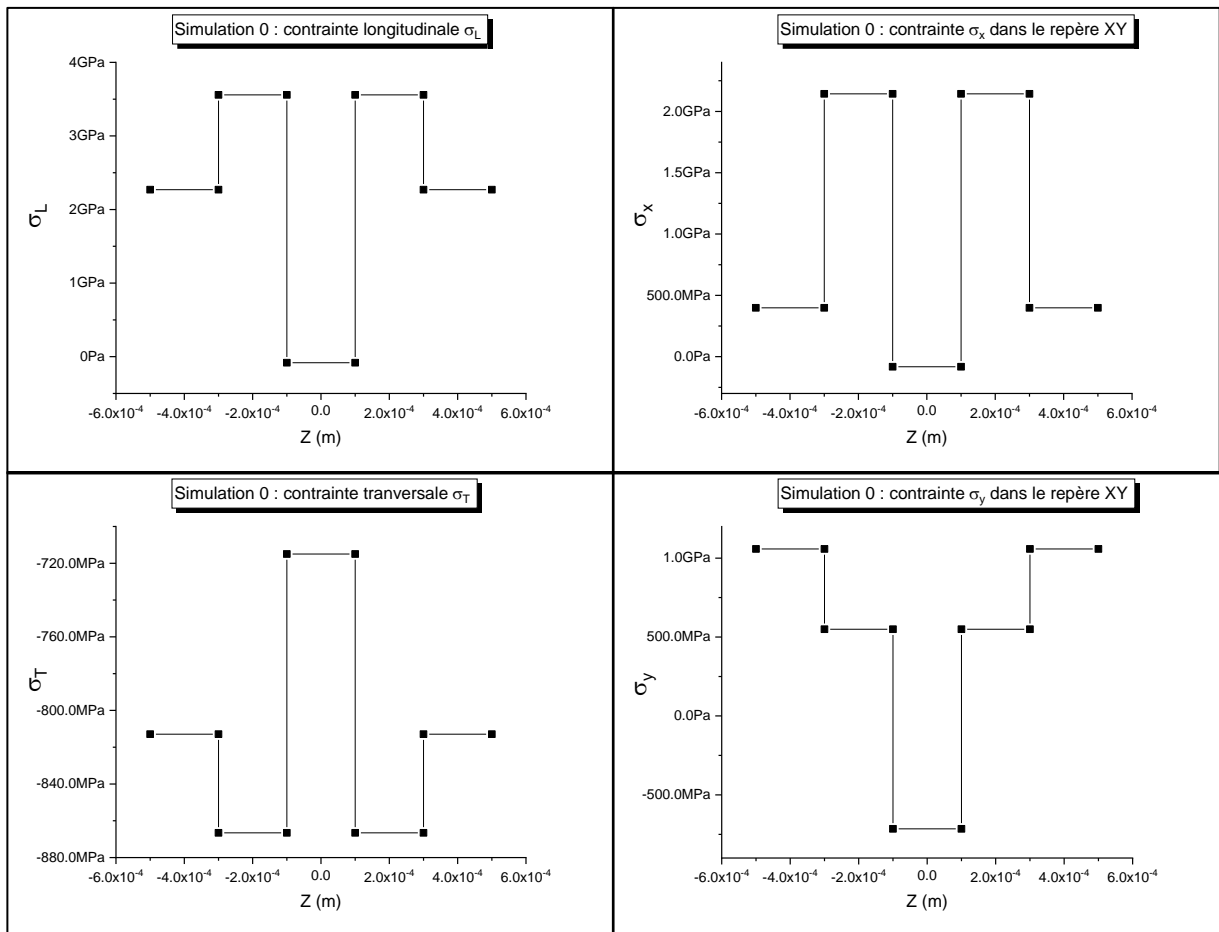 Simulation 0 : contrainte longitudinale σL
4GPa
3GPa
2GPa
1GPa
0Pa
σL
-6.0x10-4 -4.0x10-4 -2.0x10-4 0.0 2.0x10-4 4.0x10-4 6.0x10-4
Z (m)
Simulation 0 : contrainte σx dans le repère XY
2.0GPa
1.5GPa
1.0GPa
500.0MPa
0.0Pa
σx
-6.0x10-4 -4.0x10-4 -2.0x10-4 0.0 2.0x10-4 4.0x10-4 6.0x10-4
Z (m)
Simulation 0 : contrainte tranversale σT
-720.0MPa
-760.0MPa
-800.0MPa
-840.0MPa
-880.0MPa
σT
-6.0x10-4 -4.0x10-4 -2.0x10-4 0.0 2.0x10-4 4.0x10-4 6.0x10-4
Z (m)
Simulation 0 : contrainte σy dans le repère XY
1.0GPa
500.0MPa
0.0Pa
-500.0MPa
σy
-6.0x10-4 -4.0x10-4 -2.0x10-4 0.0 2.0x10-4 4.0x10-4 6.0x10-4
Z (m)